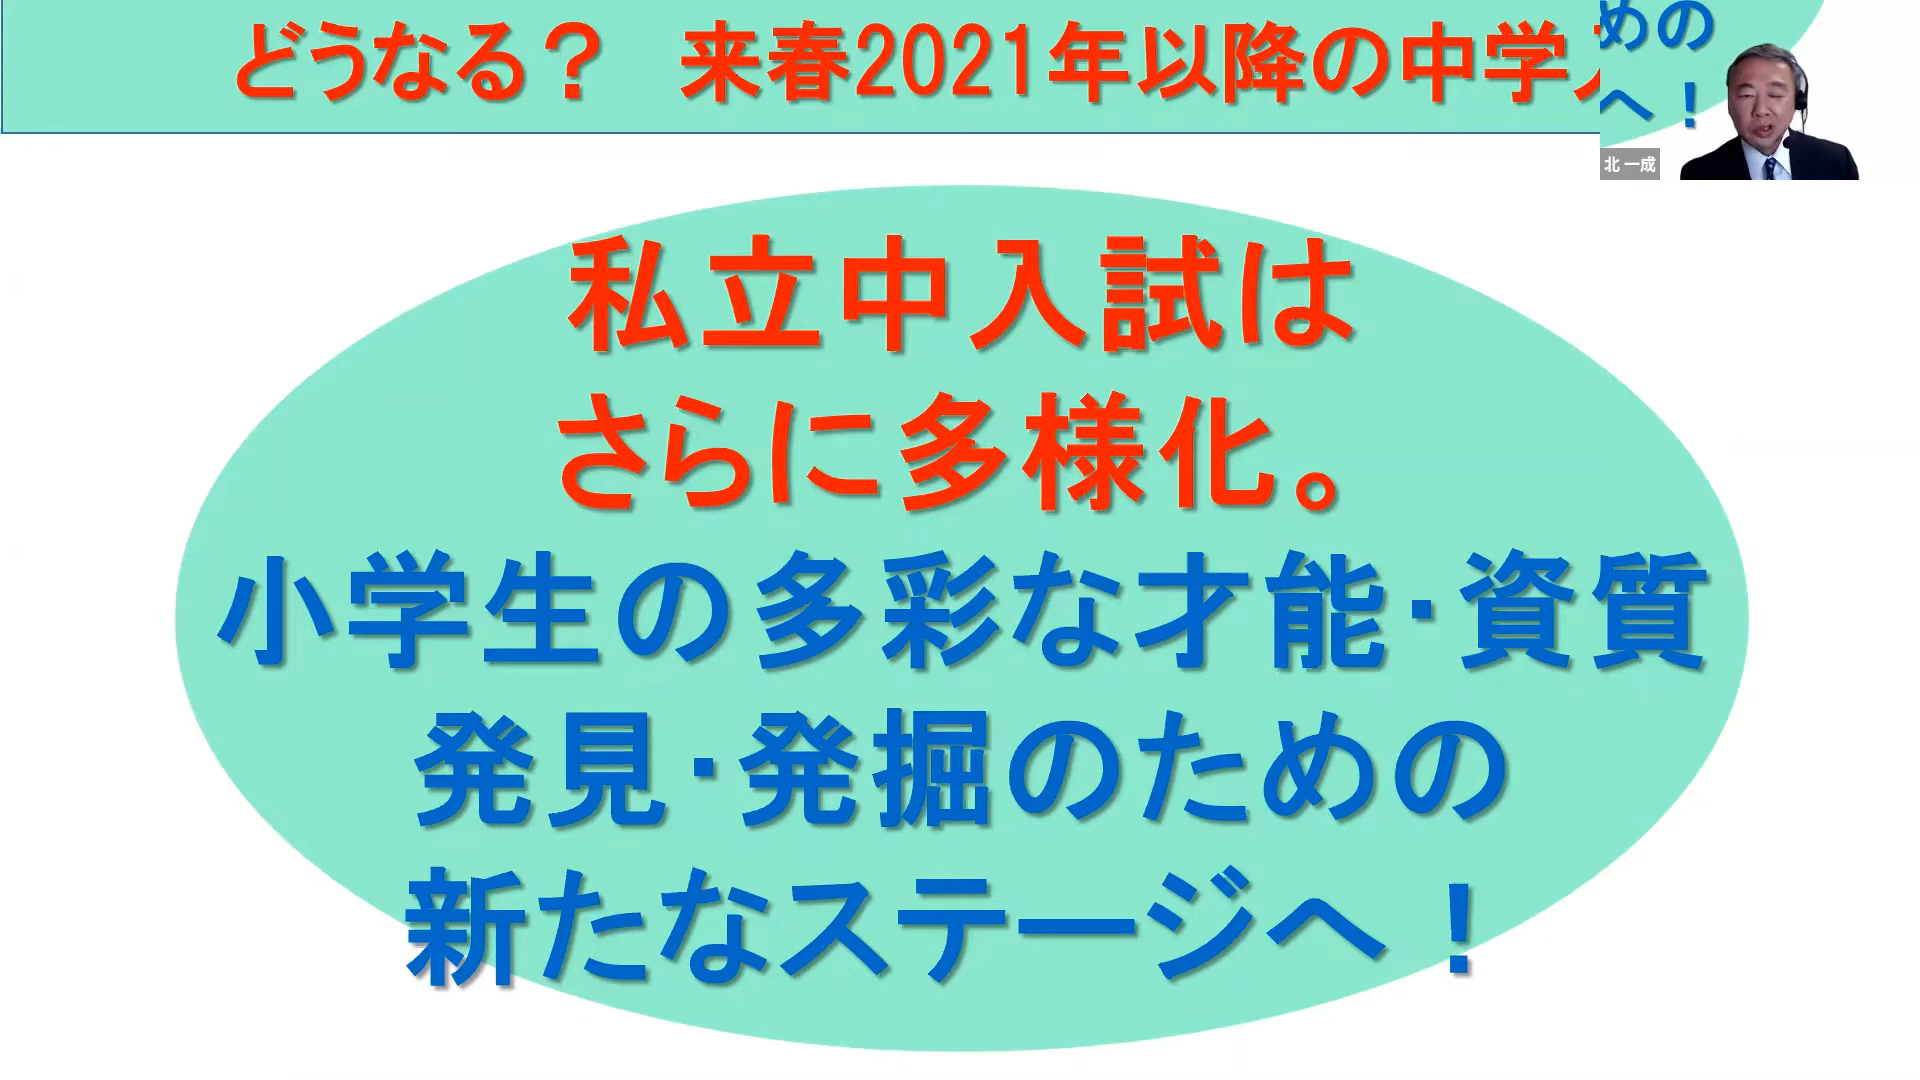 どうなる？　来春2021年以降の中学
めの
へ！
北 一成
私立中入試は
さらに多様化。
小学生の多彩な才能・資質
発見・発掘のための
新たなステージへ！